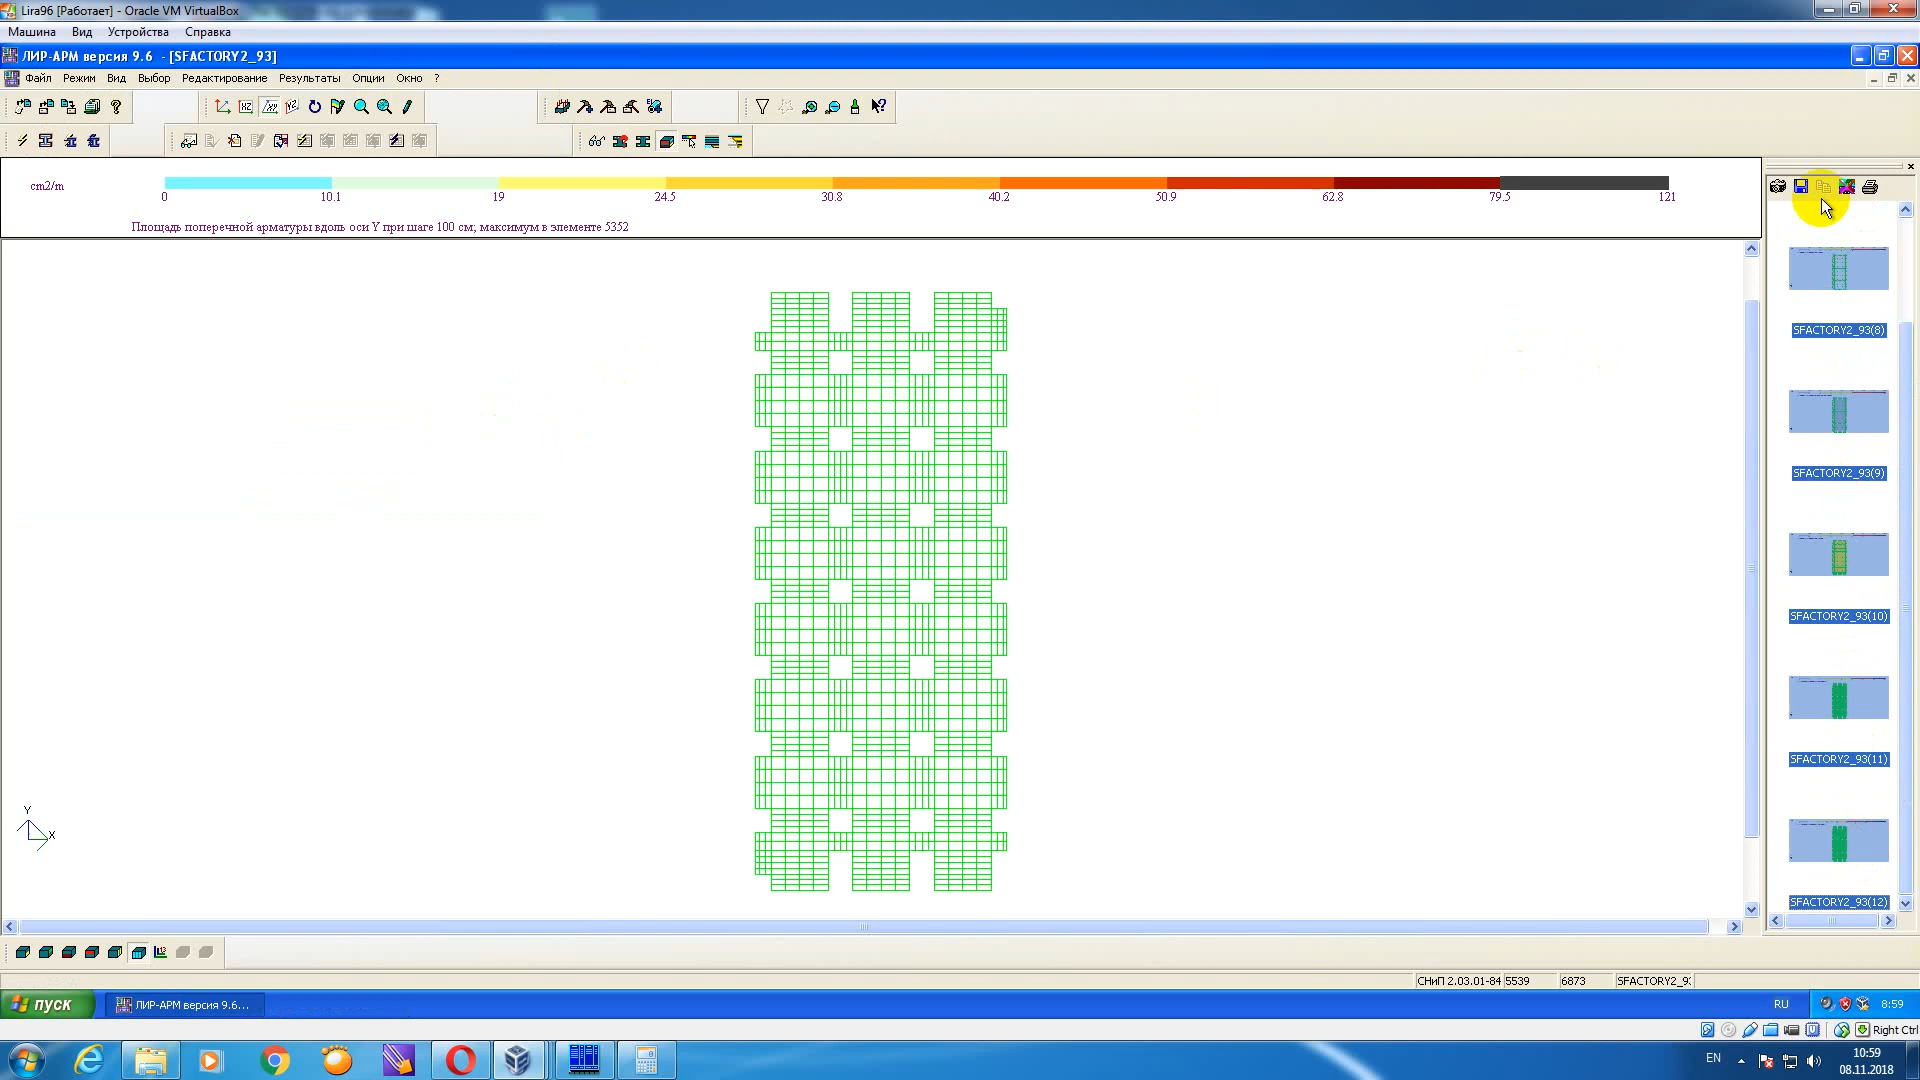 Lira96 [Работает] - Oracle VM VirtualBox
Машина Вид Устройства Справка
ЛИР-АРМ версия 9.6 - [SFACTORY2_93]
Файл Режим Вид Выбор Редактирование Результаты Опции Окно ?
cm2/m
0 10.1 19 24.5 30.8 40.2 50.9 62.8 79.5 121
Площадь поперечной арматуры вдоль оси Y при шаге 100 см; максимум в элементе 5352
SFACTORY2_93(8)
SFACTORY2_93(9)
SFACTORY2_93(10)
SFACTORY2_93(11)
SFACTORY2_93(12)
Y
X
СНиП 2.03.01-84 5539 6873 SFACTORY2_9
пуск
ЛИР-АРМ версия 9.6...
RU
8:59
Right Ctrl
EN
10:59
08.11.2018